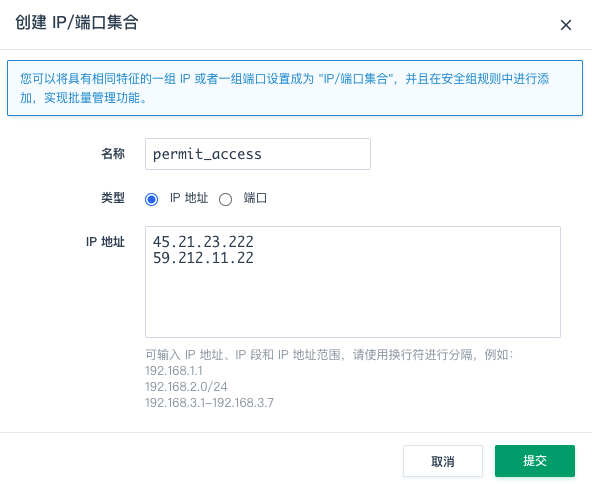 创建 IP/端口集合
您可以将具有相同特征的一组 IP 或者一组端口设置成为 "IP/端口集合"，并且在安全组规则中进行添
加，实现批量管理功能。
名称 permit_access
类型 IP 地址 端口
IP 地址 45.21.23.222
59.212.11.22
可输入 IP 地址、IP 段和 IP 地址范围，请使用换行符进行分隔，例如：
192.168.1.1
192.168.2.0/24
192.168.3.1–192.168.3.7
取消 提交